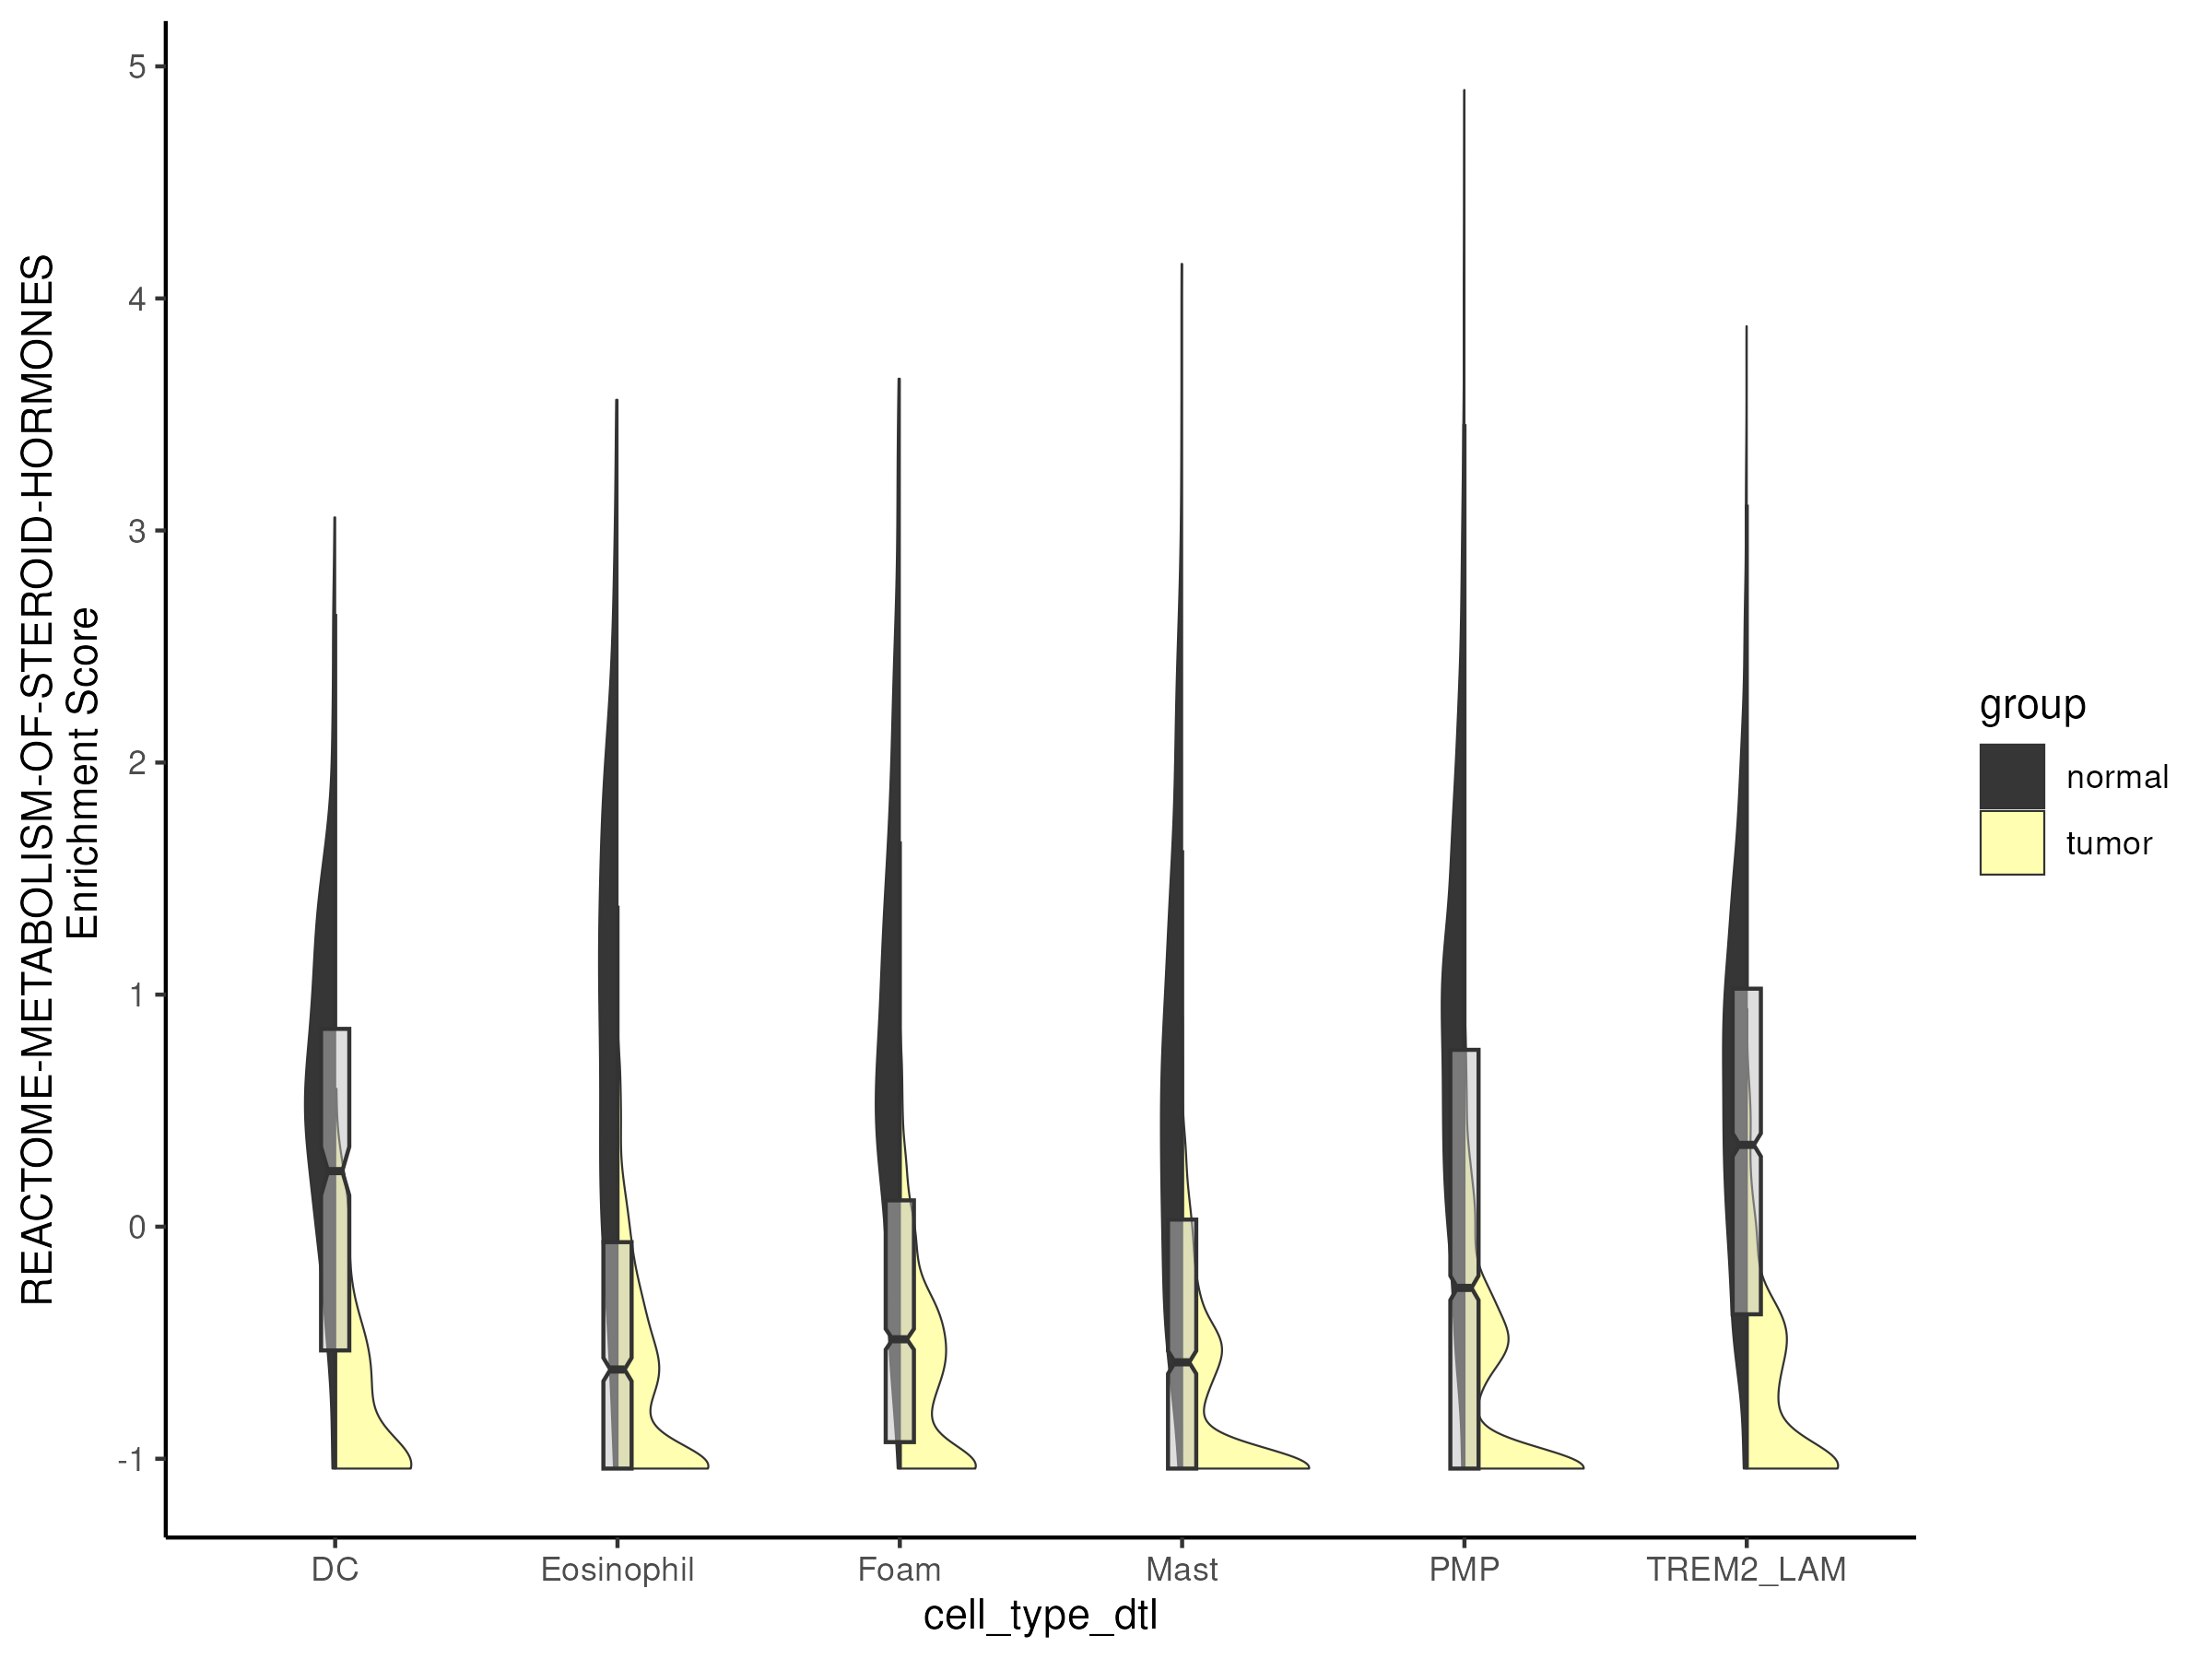 REACTOME-METABOLISM-OF-STEROID-HORMONES
Enrichment Score
5
4
3
2
1
0
-1
DC
Eosinophil
Foam
Mast
PMP
TREM2_LAM
cell_type_dtl
group
normal
tumor